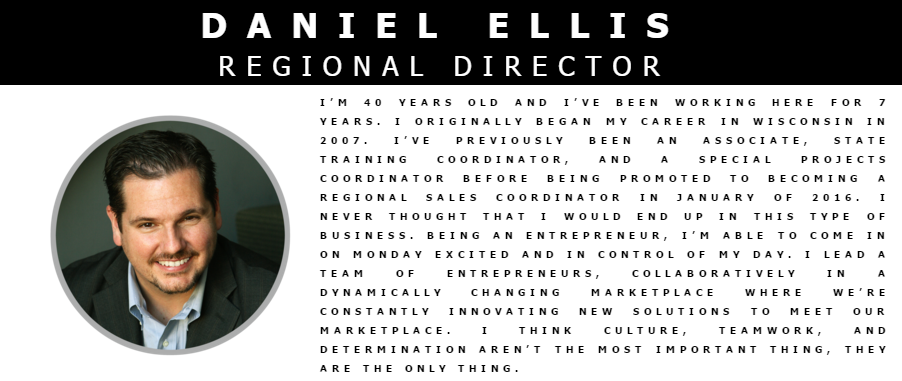 DANIEL ELLIS
REGIONAL DIRECTOR
I'M 40 YEARS OLD AND I'VE BEEN WORKING HERE FOR 7
YEARS. I ORIGINALLY BEGAN MY CAREER IN WISCONSIN IN
2007. I'VE PREVIOUSLY BEEN AN ASSOCIATE, STATE
TRAINING COORDINATOR, AND A SPECIAL PROJECTS
COORDINATOR BEFORE BEING PROMOTED TO BECOMING A
REGIONAL SALES COORDINATOR IN JANUARY OF 2016. I
NEVER THOUGHT THAT I WOULD END UP IN THIS TYPE OF
BUSINESS. BEING AN ENTREPRENEUR, I'M ABLE TO COME IN
ON MONDAY EXCITED AND IN CONTROL OF MY DAY. I LEAD A
TEAM OF ENTREPRENEURS, COLLABORATIVELY IN A
DYNAMICALLY CHANGING MARKETPLACE WHERE WE'RE
CONSTANTLY INNOVATING NEW SOLUTIONS TO MEET OUR
MARKETPLACE. I THINK CULTURE, TEAMWORK, AND
DETERMINATION AREN'T THE MOST IMPORTANT THING, THEY
ARE THE ONLY THING.